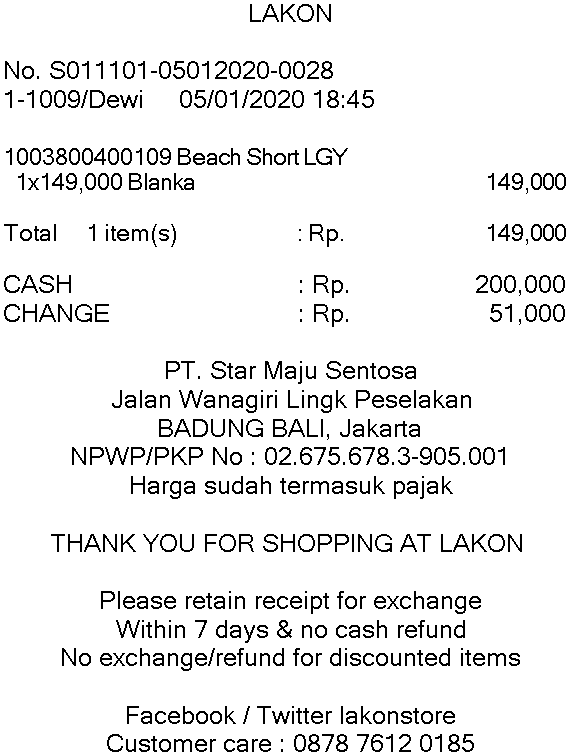 LAKON
No. S011101-05012020-0028
1-1009/Dewi 05/01/2020 18:45
1003800400109 Beach Short LGY
1x149,000 Blanka 149,000
Total 1 item(s) : Rp. 149,000
CASH : Rp. 200,000
CHANGE : Rp. 51,000
PT. Star Maju Sentosa
Jalan Wanagiri Lingk Peselakan
BADUNG BALI, Jakarta
NPWP/PKP No : 02.675.678.3-905.001
Harga sudah termasuk pajak
THANK YOU FOR SHOPPING AT LAKON
Please retain receipt for exchange
Within 7 days & no cash refund
No exchange/refund for discounted items
Facebook / Twitter lakonstore
Customer care : 0878 7612 0185